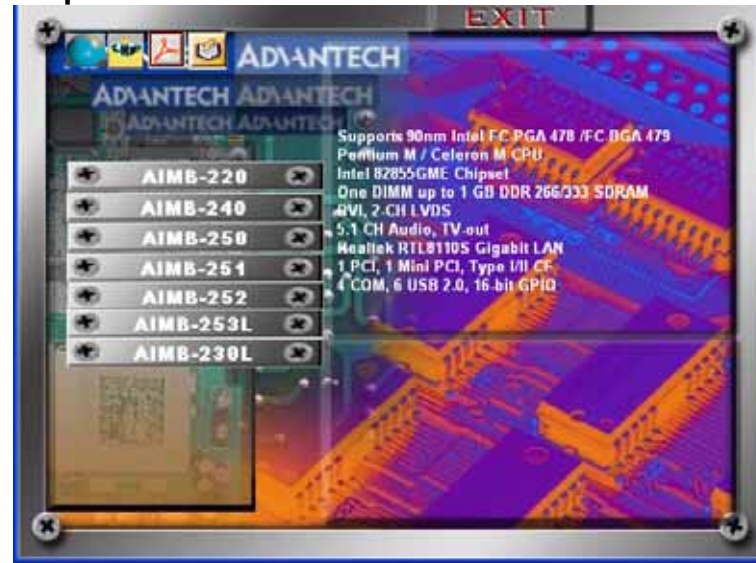 EXIT
ADVANTECH
ADVANTECH ADVANTECH
ADVANTECH ADVANTECH
Supports 90nm Intel FC-PGA 478 /FC-BGA 479
Pentium M / Celeron M CPU
Intel 82855GME Chipset
One DIMM up to 1 GB DDR 266/333 SDRAM
DVI, 2-CH LVDS
5.1 CH Audio, TV-out
Realtek RTL8110S Gigabit LAN
1 PCI, 1 Mini PCI, Type I/II CF
4 COM, 6 USB 2.0, 16-bit GPIO
AIMB-220
AIMB-240
AIMB-250
AIMB-251
AIMB-252
AIMB-253L
AIMB-230L